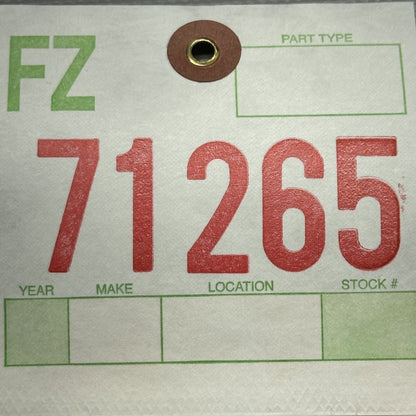 FZ
PART TYPE
71265
YEAR MAKE LOCATION STOCK #